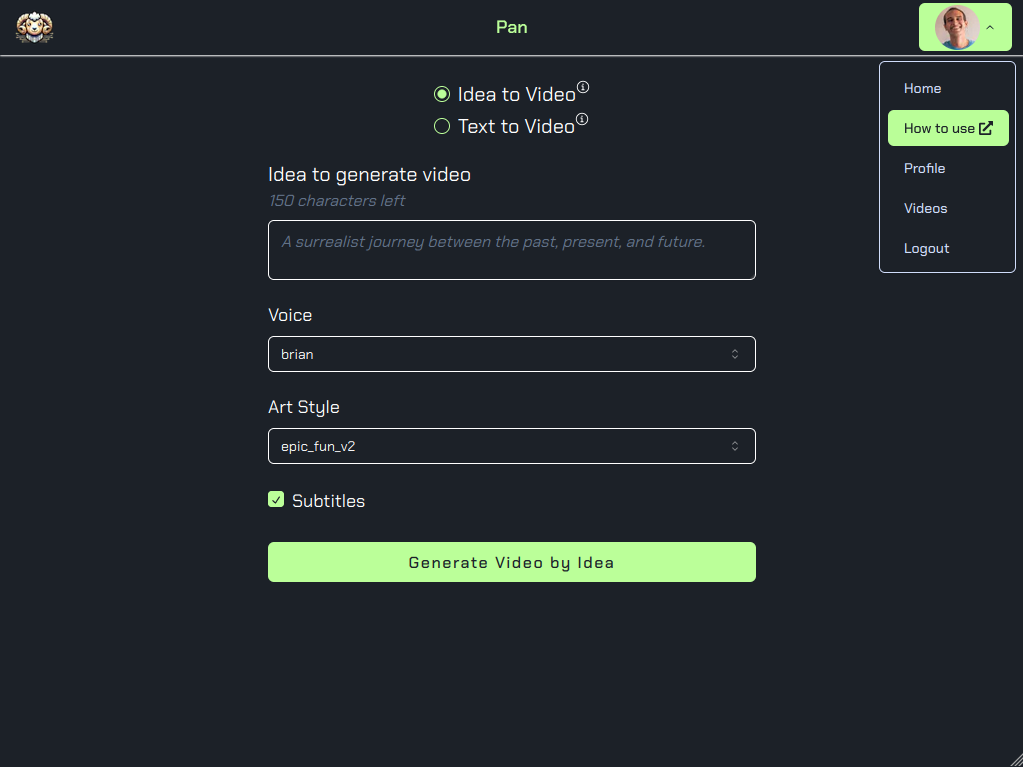 Pan
Home
How to use
Profile
Videos
Logout
Idea to Video
Text to Video
Idea to generate video
150 characters left
A surrealist journey between the past, present, and future.
Voice
brian
Art Style
epic_fun_v2
Subtitles
Generate Video by Idea